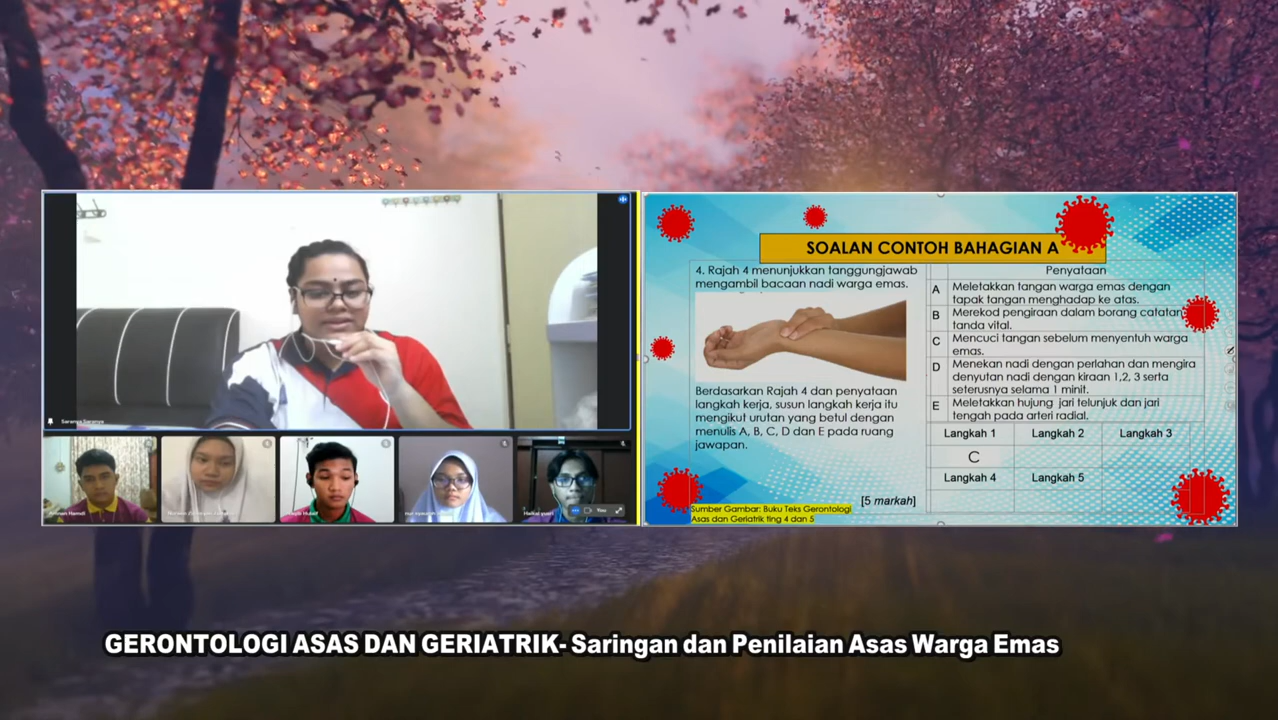 Saranya Saranya
SOALAN CONTOH BAHAGIAN A
4. Rajah 4 menunjukkan tanggungjawab
mengambil bacaan nadi warga emas.
Berdasarkan Rajah 4 dan penyataan
langkah kerja, susun langkah kerja itu
mengikut urutan yang betul dengan
menulis A, B, C, D dan E pada ruang
jawapan.
[5 markah]
Sumber Gambar: Buku Teks Gerontologi
Asas dan Geriatrik ting 4 dan 5
Penyataan
A Meletakkan tangan warga emas dengan
tapak tangan menghadap ke atas.
B Merekod pengiraan dalam borang catatan
tanda vital.
C Mencuci tangan sebelum menyentuh warga
emas.
D Menekan nadi dengan perlahan dan mengira
denyutan nadi dengan kiraan 1,2, 3 serta
seterusnya selama 1 minit.
E Meletakkan hujung jari telunjuk dan jari
tengah pada arteri radial.
Langkah 1 Langkah 2 Langkah 3
C
Langkah 4 Langkah 5
You
GERONTOLOGI ASAS DAN GERIATRIK- Saringan dan Penilaian Asas Warga Emas